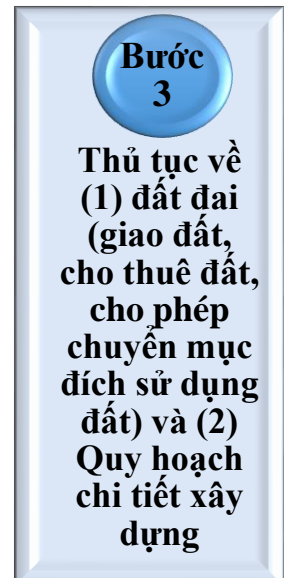 Bước
3
Thủ tục về
(1) đất đai
(giao đất,
cho thuê đất,
cho phép
chuyển mục
đích sử dụng
đất) và (2)
Quy hoạch
chi tiết xây
dựng